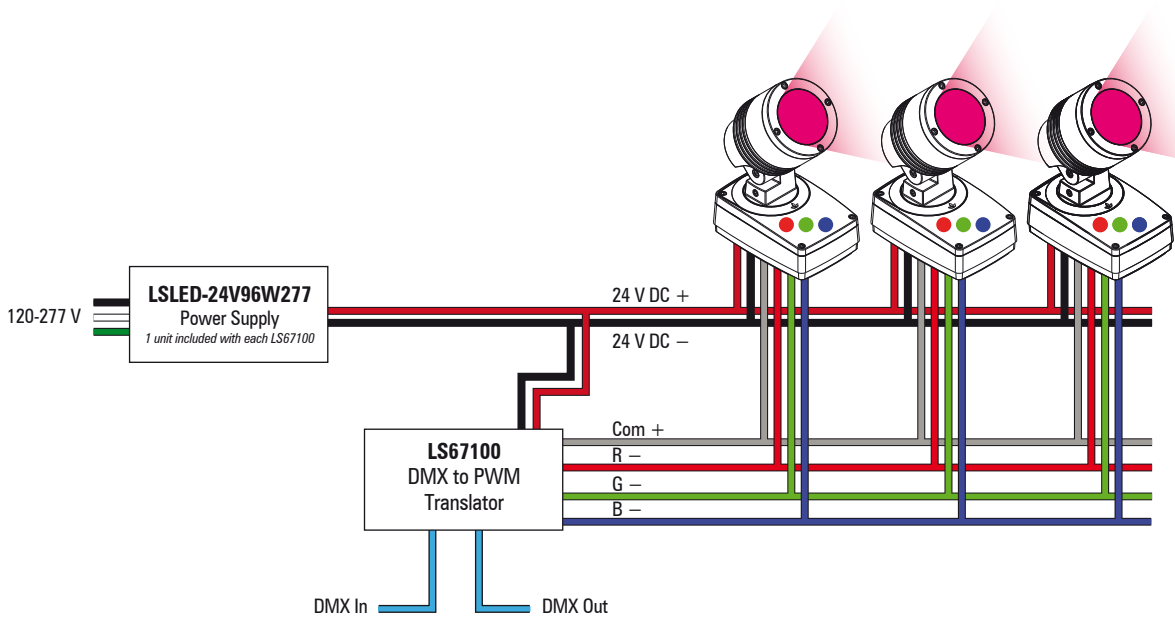 120-277 V
LSLED-24V96W277
Power Supply
1 unit included with each LS67100
24 V DC +
24 V DC −
LS67100
DMX to PWM
Translator
Com +
R −
G −
B −
DMX In
DMX Out